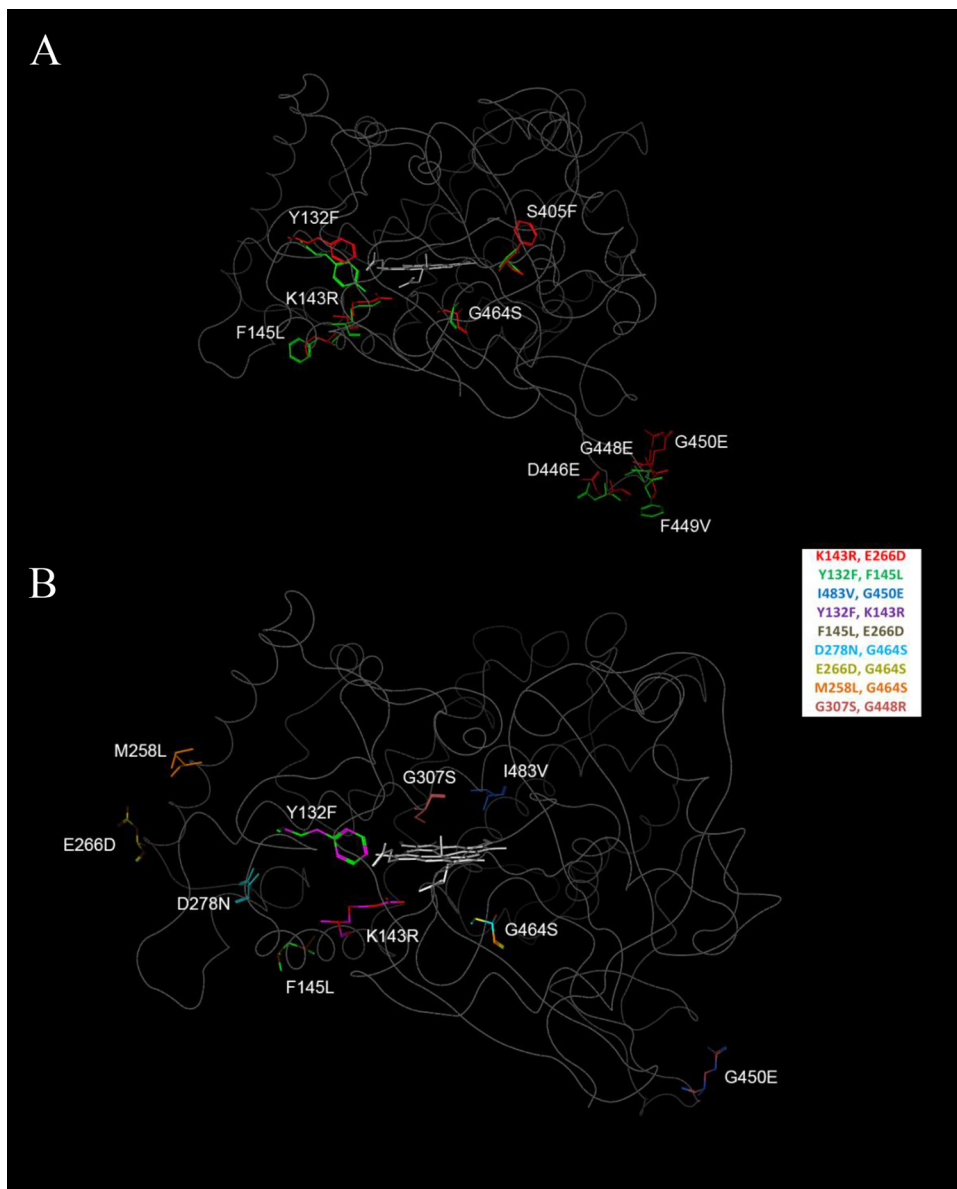 A
Y132F
S405F
K143R
G464S
F145L
G448E
G450E
D446E
F449V
B
K143R, E266D
Y132F, F145L
I483V, G450E
Y132F, K143R
F145L, E266D
D278N, G464S
E266D, G464S
M258L, G464S
G307S, G448R
M258L
G307S
I483V
Y132F
E266D
D278N
K143R
G464S
F145L
G450E